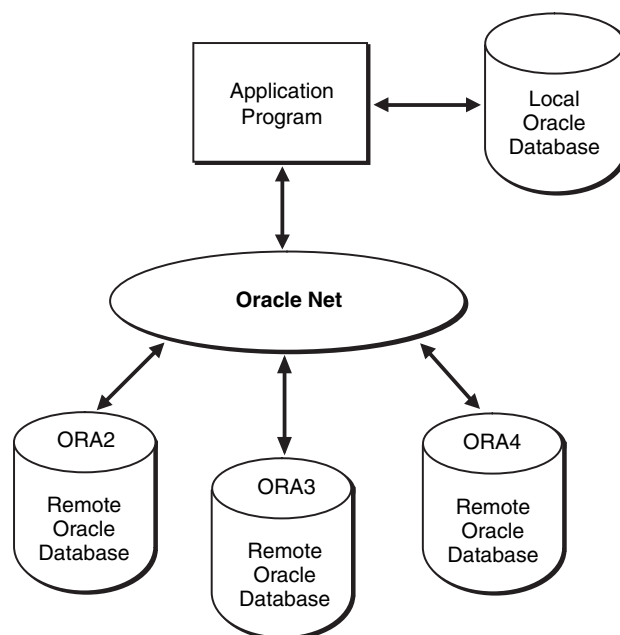 Application
Program
Local
Oracle
Database
Oracle Net
ORA2
Remote
Oracle
Database
ORA3
Remote
Oracle
Database
ORA4
Remote
Oracle
Database